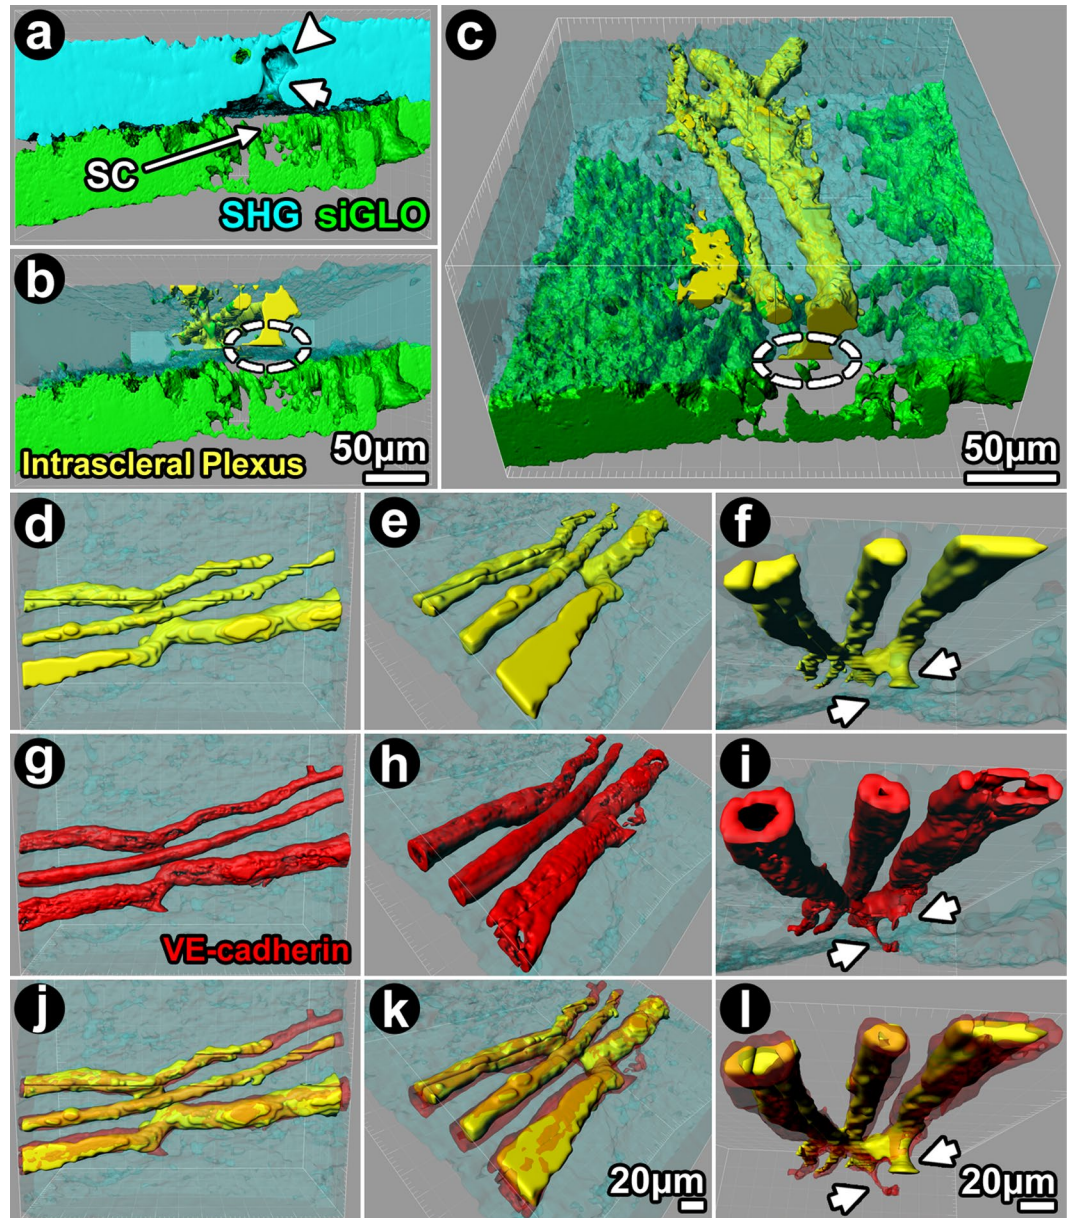 a
SC
SHG siGLO
b
Intrascleral Plexus
50µm
c
50µm
d
e
f
g
VE-cadherin
h
i
j
k
20µm
l
20µm